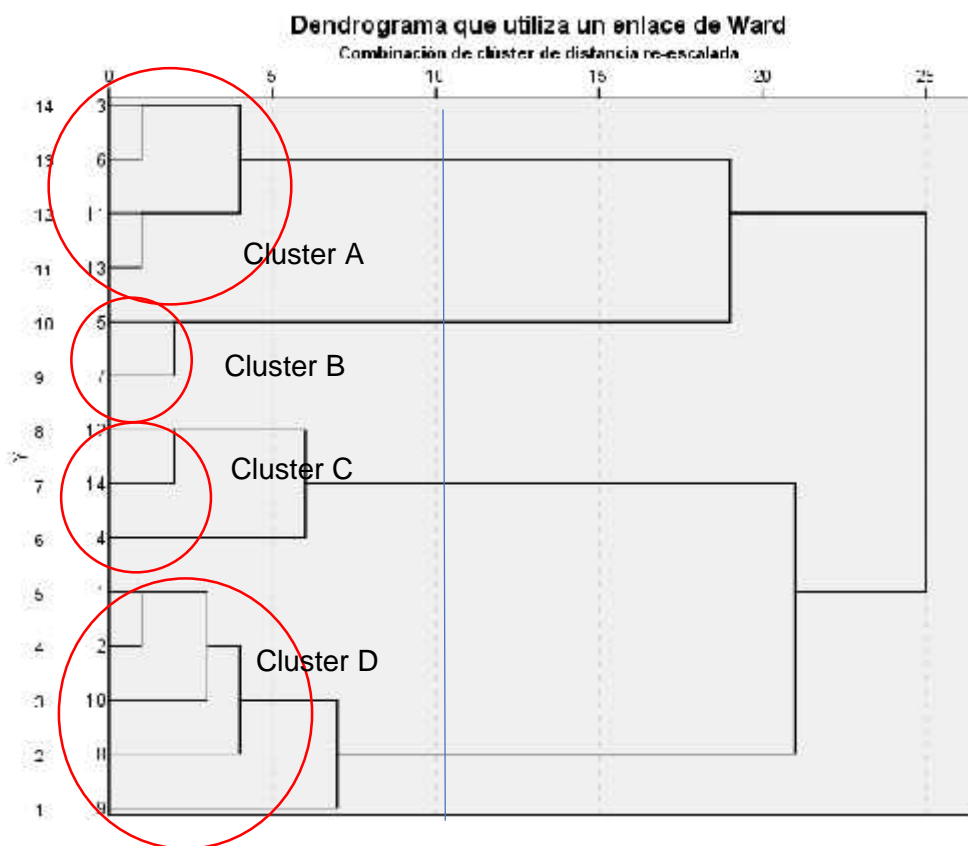 Dendrograma que utiliza un enlace de Ward
Combinación de clúster de distancia re-escalada
0 5 10 15 20 25
14 3
13 6
12 11
11 13
Cluster A
10 5
9 7
Cluster B
8 12
Cluster C
7 14
6 4
5 1
4 2
Cluster D
3 10
2 8
1 9
Y